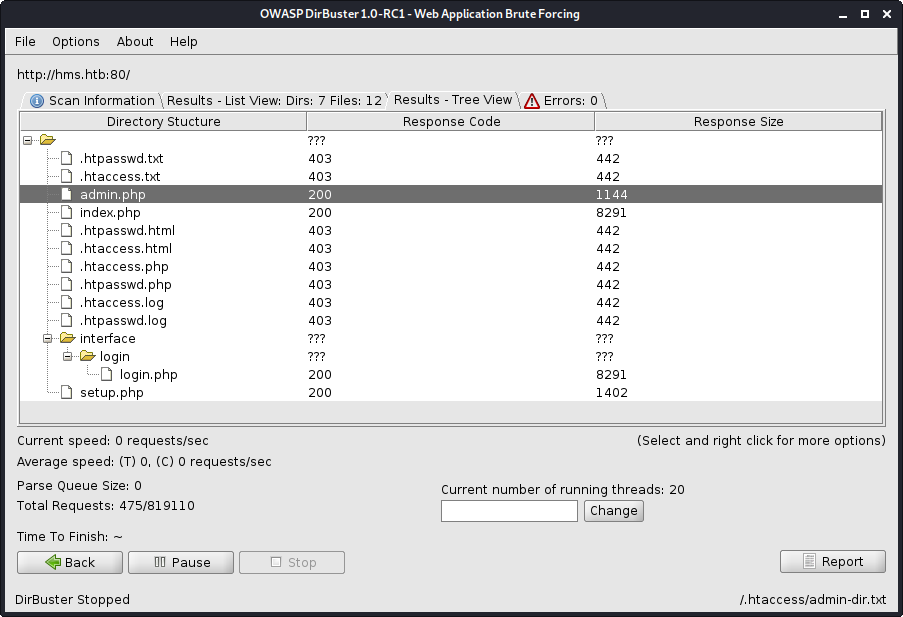 OWASP DirBuster 1.0-RC1 - Web Application Brute Forcing
File Options About Help
http://hms.htb:80/
Scan Information Results - List View: Dirs: 7 Files: 12 Results - Tree View Errors: 0
Directory Stucture Response Code Response Size
??? ???
.htpasswd.txt 403 442
.htaccess.txt 403 442
admin.php 200 1144
index.php 200 8291
.htpasswd.html 403 442
.htaccess.html 403 442
.htaccess.php 403 442
.htpasswd.php 403 442
.htaccess.log 403 442
.htpasswd.log 403 442
interface ??? ???
login ??? ???
login.php 200 8291
setup.php 200 1402
Current speed: 0 requests/sec (Select and right click for more options)
Average speed: (T) 0, (C) 0 requests/sec
Parse Queue Size: 0 Current number of running threads: 20
Total Requests: 475/819110 Change
Time To Finish: ~
Back Pause Stop Report
DirBuster Stopped /.htaccess/admin-dir.txt